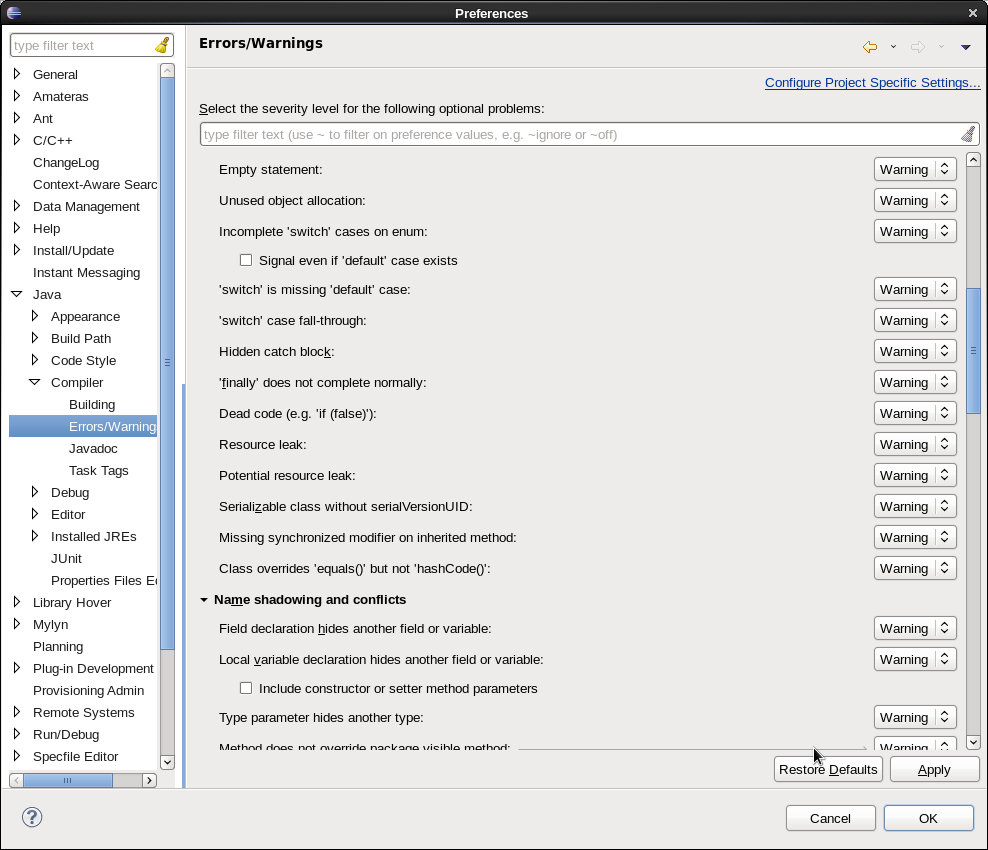 Preferences
type filter text
General
Amateras
Ant
C/C++
ChangeLog
Context-Aware Searc
Data Management
Help
Install/Update
Instant Messaging
Java
Appearance
Build Path
Code Style
Compiler
Building
Errors/Warning
Javadoc
Task Tags
Debug
Editor
Installed JREs
JUnit
Properties Files E
Library Hover
Mylyn
Planning
Plug-in Development
Provisioning Admin
Remote Systems
Run/Debug
Specfile Editor
Errors/Warnings
Configure Project Specific Settings...
Select the severity level for the following optional problems:
type filter text (use ~ to filter on preference values, e.g. ~ignore or ~off)
Empty statement: Warning
Unused object allocation: Warning
Incomplete 'switch' cases on enum: Warning
Signal even if 'default' case exists
'switch' is missing 'default' case: Warning
'switch' case fall-through: Warning
Hidden catch block: Warning
'finally' does not complete normally: Warning
Dead code (e.g. 'if (false)'): Warning
Resource leak: Warning
Potential resource leak: Warning
Serializable class without serialVersionUID: Warning
Missing synchronized modifier on inherited method: Warning
Class overrides 'equals()' but not 'hashCode()': Warning
Name shadowing and conflicts
Field declaration hides another field or variable: Warning
Local variable declaration hides another field or variable: Warning
Include constructor or setter method parameters
Type parameter hides another type: Warning
Method does not override package visible method: Warning
Restore Defaults Apply
? Cancel OK